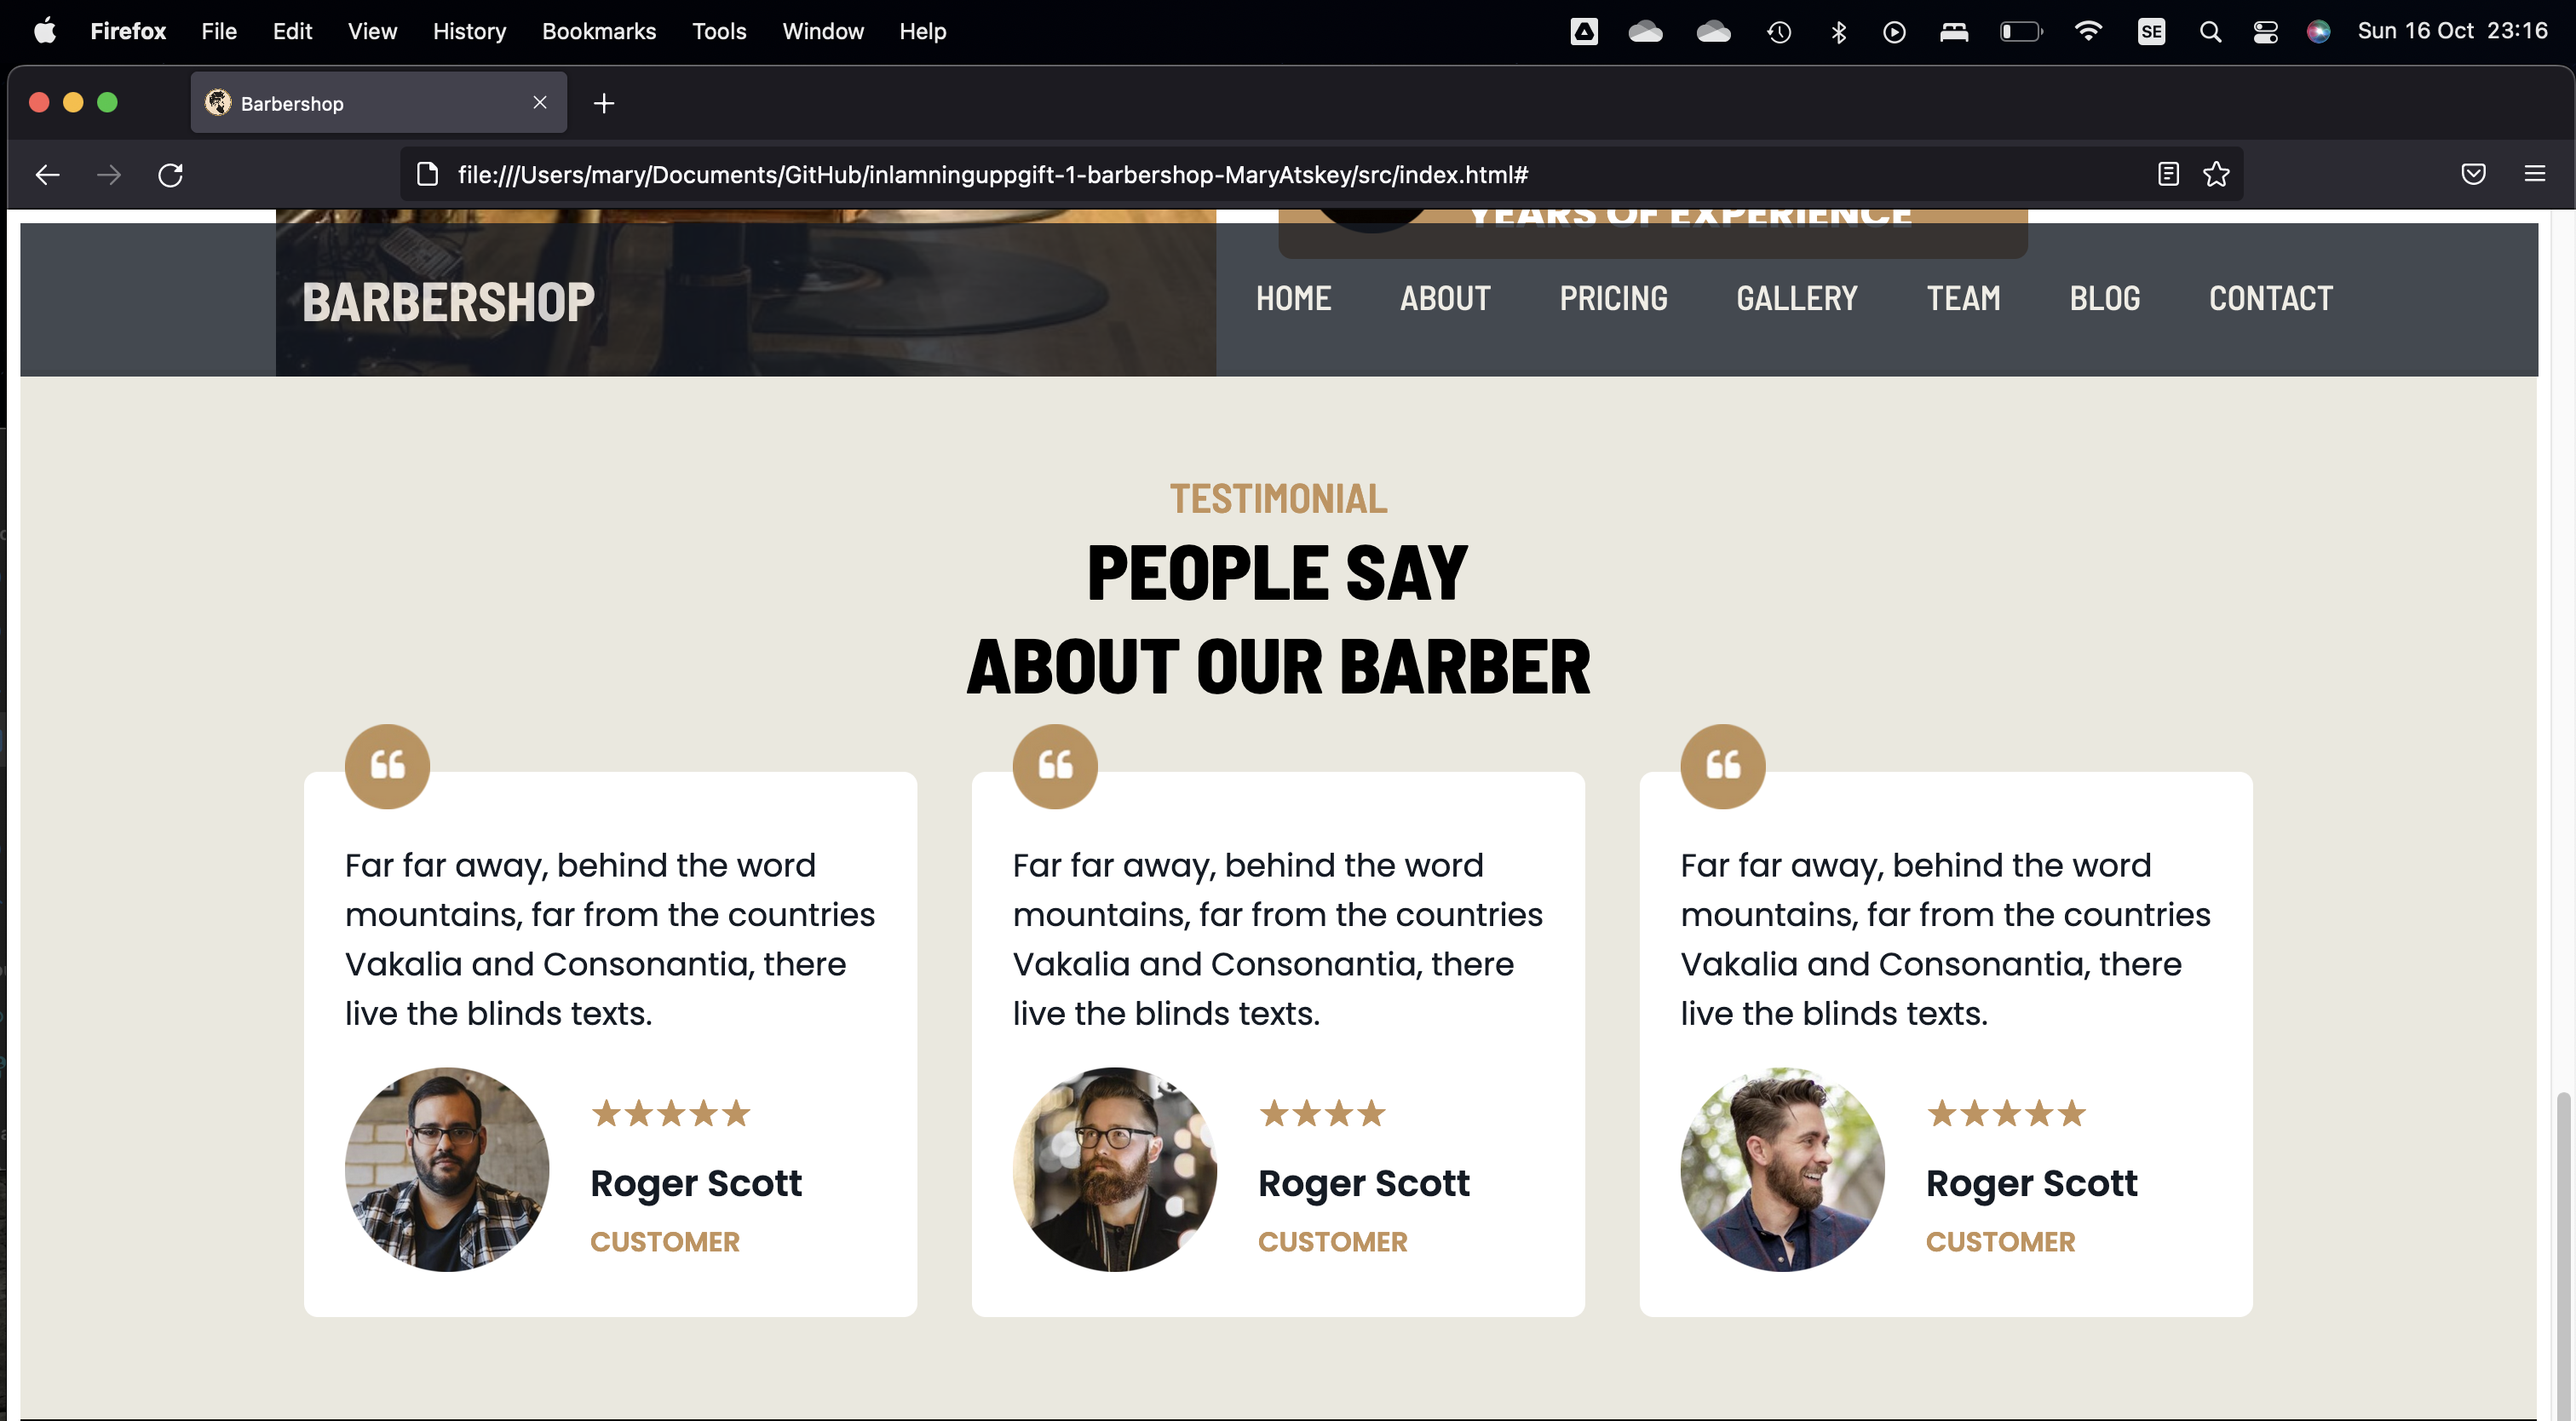 Firefox File Edit View History Bookmarks Tools Window Help SE Sun 16 Oct 23:16
Barbershop
file:///Users/mary/Documents/GitHub/inlamninguppgift-1-barbershop-MaryAtskey/src/index.html#
YEARS OF EXPERIENCE
BARBERSHOP HOME ABOUT PRICING GALLERY TEAM BLOG CONTACT
TESTIMONIAL
PEOPLE SAY
ABOUT OUR BARBER
Far far away, behind the word
mountains, far from the countries
Vakalia and Consonantia, there
live the blinds texts.
★★★★★
Roger Scott
CUSTOMER
Far far away, behind the word
mountains, far from the countries
Vakalia and Consonantia, there
live the blinds texts.
★★★★
Roger Scott
CUSTOMER
Far far away, behind the word
mountains, far from the countries
Vakalia and Consonantia, there
live the blinds texts.
★★★★★
Roger Scott
CUSTOMER